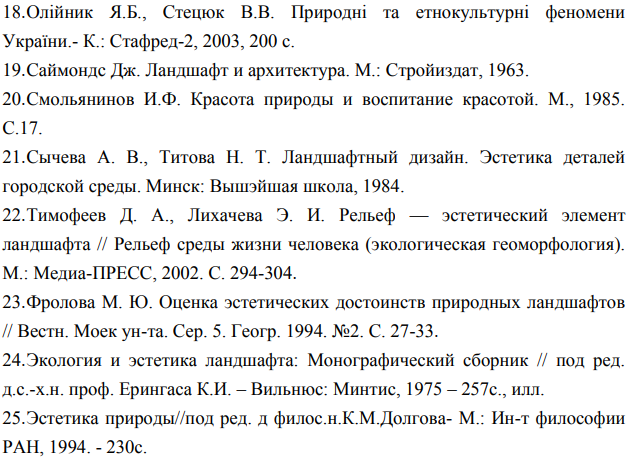 18.Олійник Я.Б., Стецюк В.В. Природні та етнокультурні феномени
України.- К.: Стафред-2, 2003, 200 с.
19.Саймондс Дж. Ландшафт и архитектура. М.: Стройиздат, 1963.
20.Смольянинов И.Ф. Красота природы и воспитание красотой. М., 1985.
С.17.
21.Сычева А. В., Титова Н. Т. Ландшафтный дизайн. Эстетика деталей
городской среды. Минск: Вышэйшая школа, 1984.
22.Тимофеев Д. А., Лихачева Э. И. Рельеф — эстетический элемент
ландшафта // Рельеф среды жизни человека (экологическая геоморфология).
М.: Медиа-ПРЕСС, 2002. С. 294-304.
23.Фролова М. Ю. Оценка эстетических достоинств природных ландшафтов
// Вестн. Моек ун-та. Сер. 5. Геогр. 1994. №2. С. 27-33.
24.Экология и эстетика ландшафта: Монографический сборник // под ред.
д.с.-х.н. проф. Ерингаса К.И. – Вильнюс: Минтис, 1975 – 257с., илл.
25.Эстетика природы//под ред. д филос.н.К.М.Долгова- М.: Ин-т философии
РАН, 1994. - 230с.